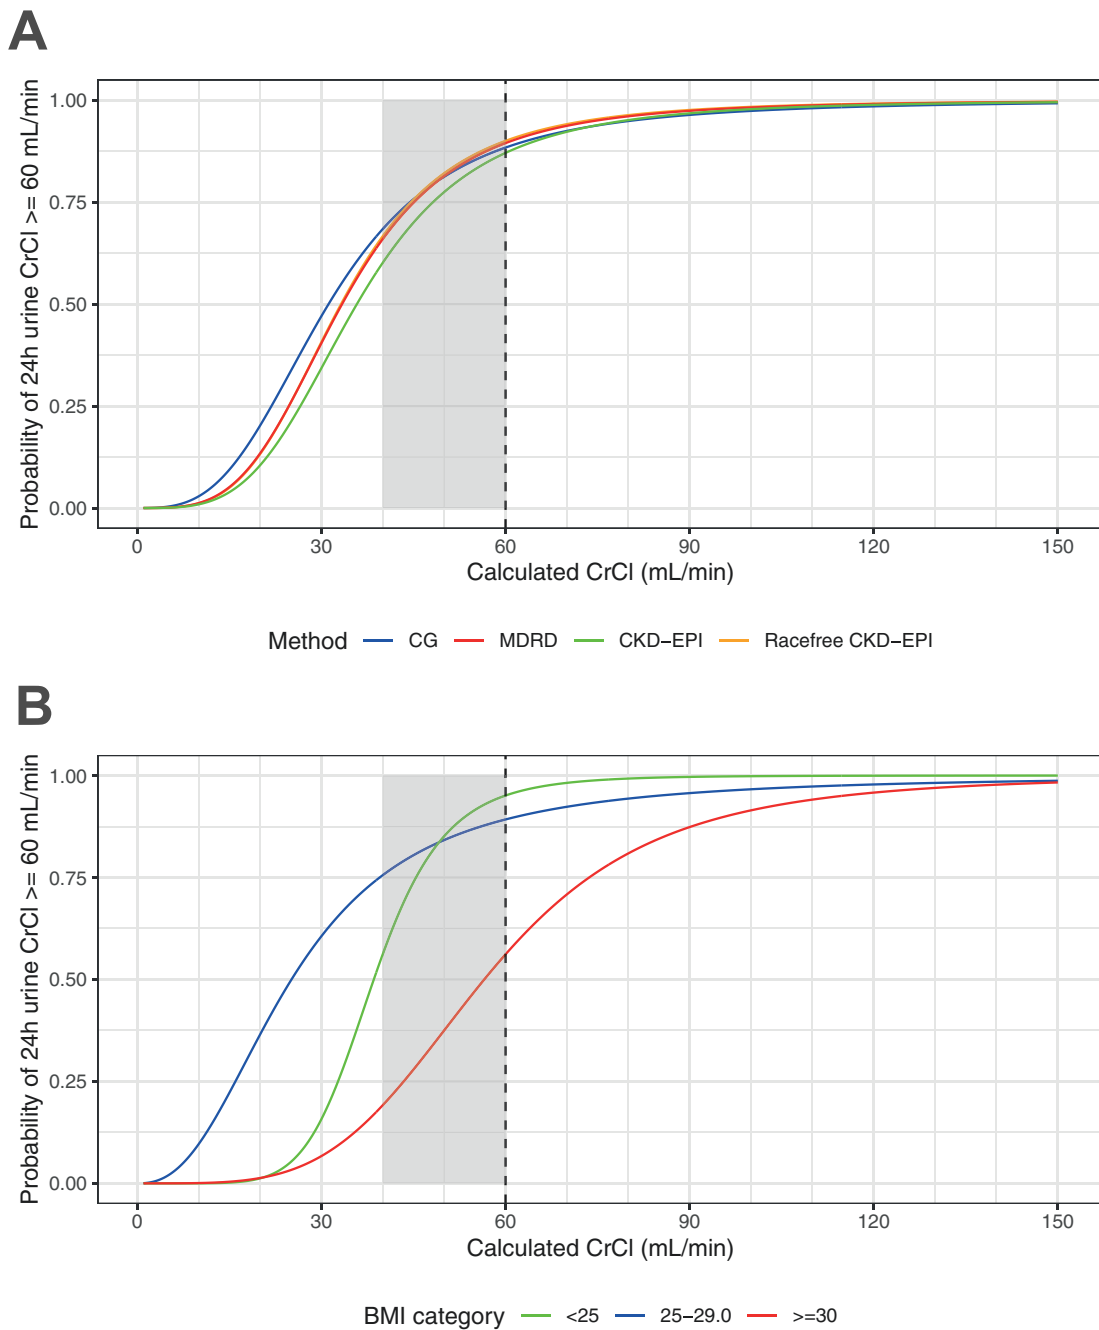 A
Probability of 24h urine CrCl >= 60 mL/min
1.00
0.75
0.50
0.25
0.00
0 30 60 90 120 150
Calculated CrCl (mL/min)
Method CG MDRD CKD−EPI Racefree CKD−EPI
B
Probability of 24h urine CrCl >= 60 mL/min
1.00
0.75
0.50
0.25
0.00
0 30 60 90 120 150
Calculated CrCl (mL/min)
BMI category <25 25−29.0 >=30